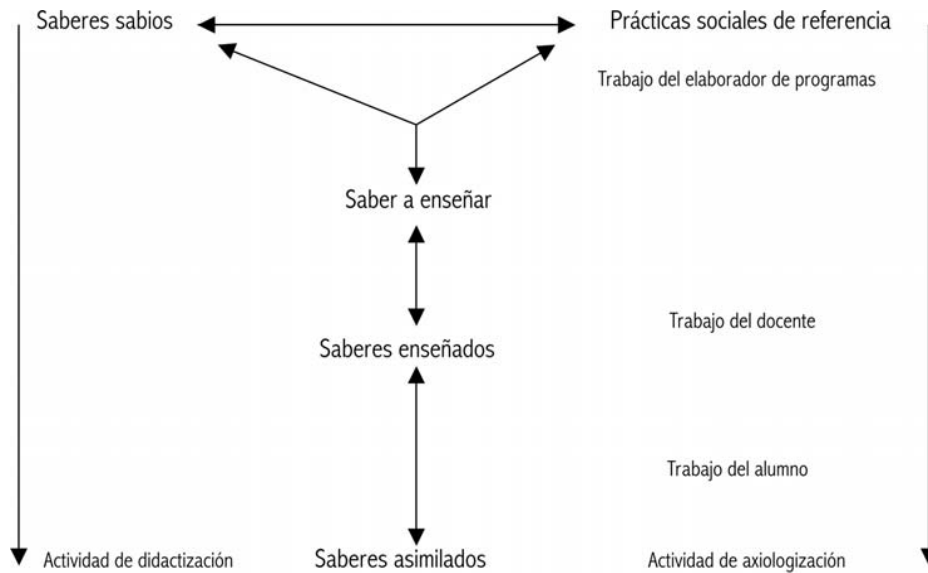 Saberes sabios
Prácticas sociales de referencia
Trabajo del elaborador de programas
Saber a enseñar
Trabajo del docente
Saberes enseñados
Trabajo del alumno
Actividad de didactización
Saberes asimilados
Actividad de axiologización